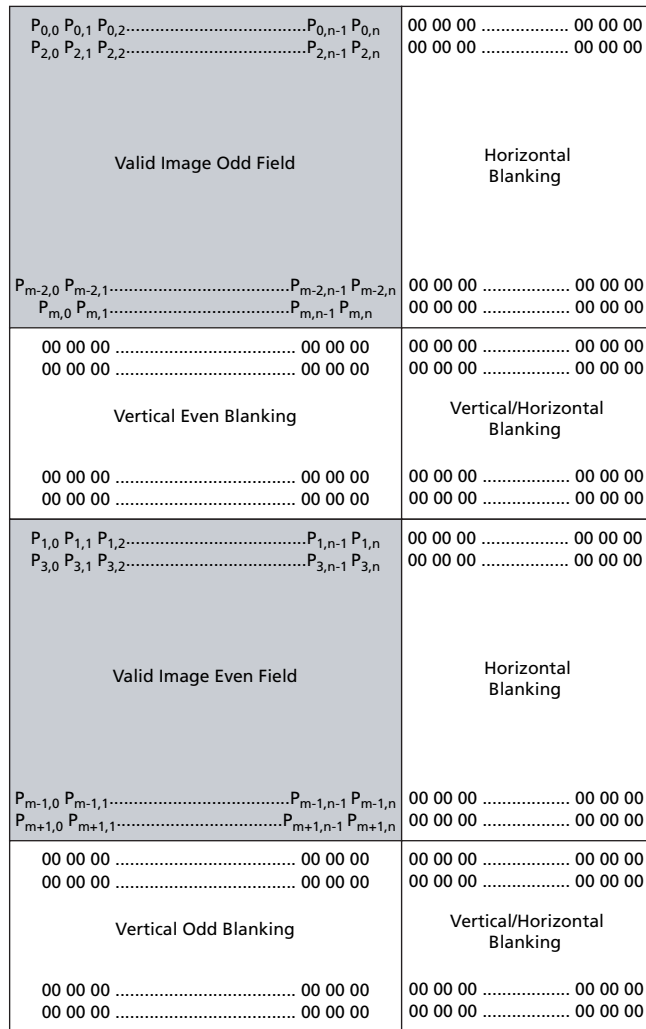 P0,0 P0,1 P0,2.....................................P0,n-1 P0,n 00 00 00 .................. 00 00 00
P2,0 P2,1 P2,2.....................................P2,n-1 P2,n 00 00 00 .................. 00 00 00
Valid Image Odd Field
Horizontal
Blanking
Pm-2,0 Pm-2,1.....................................Pm-2,n-1 Pm-2,n 00 00 00 .................. 00 00 00
Pm,0 Pm,1.....................................Pm,n-1 Pm,n 00 00 00 .................. 00 00 00
00 00 00 ..................................... 00 00 00 00 00 00 .................. 00 00 00
00 00 00 ..................................... 00 00 00 00 00 00 .................. 00 00 00
Vertical Even Blanking
Vertical/Horizontal
Blanking
00 00 00 ..................................... 00 00 00 00 00 00 .................. 00 00 00
00 00 00 ..................................... 00 00 00 00 00 00 .................. 00 00 00
P1,0 P1,1 P1,2.....................................P1,n-1 P1,n 00 00 00 .................. 00 00 00
P3,0 P3,1 P3,2.....................................P3,n-1 P3,n 00 00 00 .................. 00 00 00
Valid Image Even Field
Horizontal
Blanking
Pm-1,0 Pm-1,1.....................................Pm-1,n-1 Pm-1,n 00 00 00 .................. 00 00 00
Pm+1,0 Pm+1,1..................................Pm+1,n-1 Pm+1,n 00 00 00 .................. 00 00 00
00 00 00 ..................................... 00 00 00 00 00 00 .................. 00 00 00
00 00 00 ..................................... 00 00 00 00 00 00 .................. 00 00 00
Vertical Odd Blanking
Vertical/Horizontal
Blanking
00 00 00 ..................................... 00 00 00 00 00 00 .................. 00 00 00
00 00 00 ..................................... 00 00 00 00 00 00 .................. 00 00 00